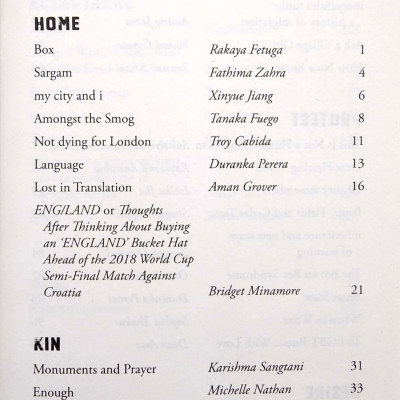 HOME
Box Rakaya Fetuga 1
Sargam Fathima Zahra 4
my city and i Xinyue Jiang 6
Amongst the Smog Tanaka Fuego 8
Not dying for London Troy Cabida 11
Language Duranka Perera 13
Lost in Translation Aman Grover 16
ENG/LAND or Thoughts
After Thinking About Buying
an ‘ENGLAND’ Bucket Hat
Ahead of the 2018 World Cup
Semi-Final Match Against
Croatia Bridget Minamore 21
KIN
Monuments and Prayer Karishma Sangtani 31
Enough Michelle Nathan 33